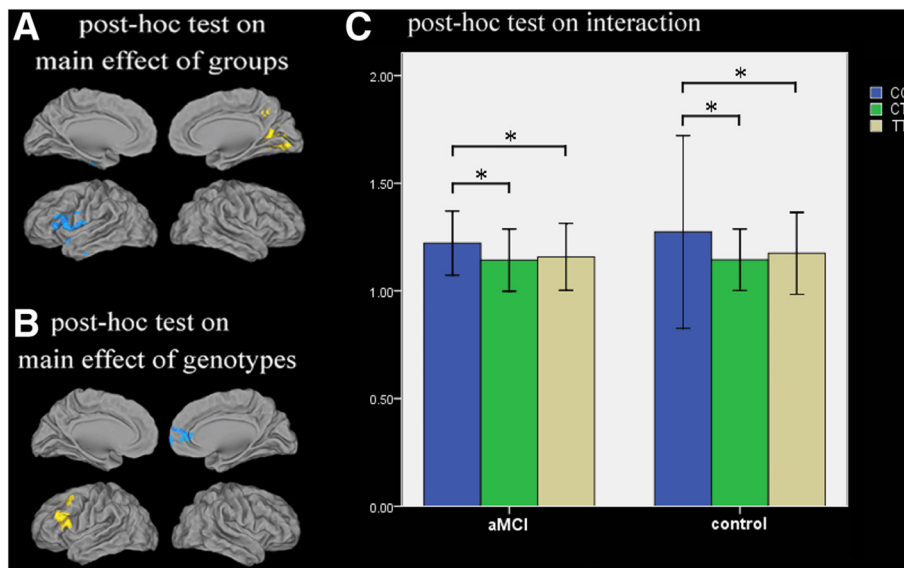 A
post-hoc test on
main effect of groups
B
post-hoc test on
main effect of genotypes
C
post-hoc test on interaction
2.00
1.50
1.00
0.50
0.00
*
*
*
*
aMCI
control